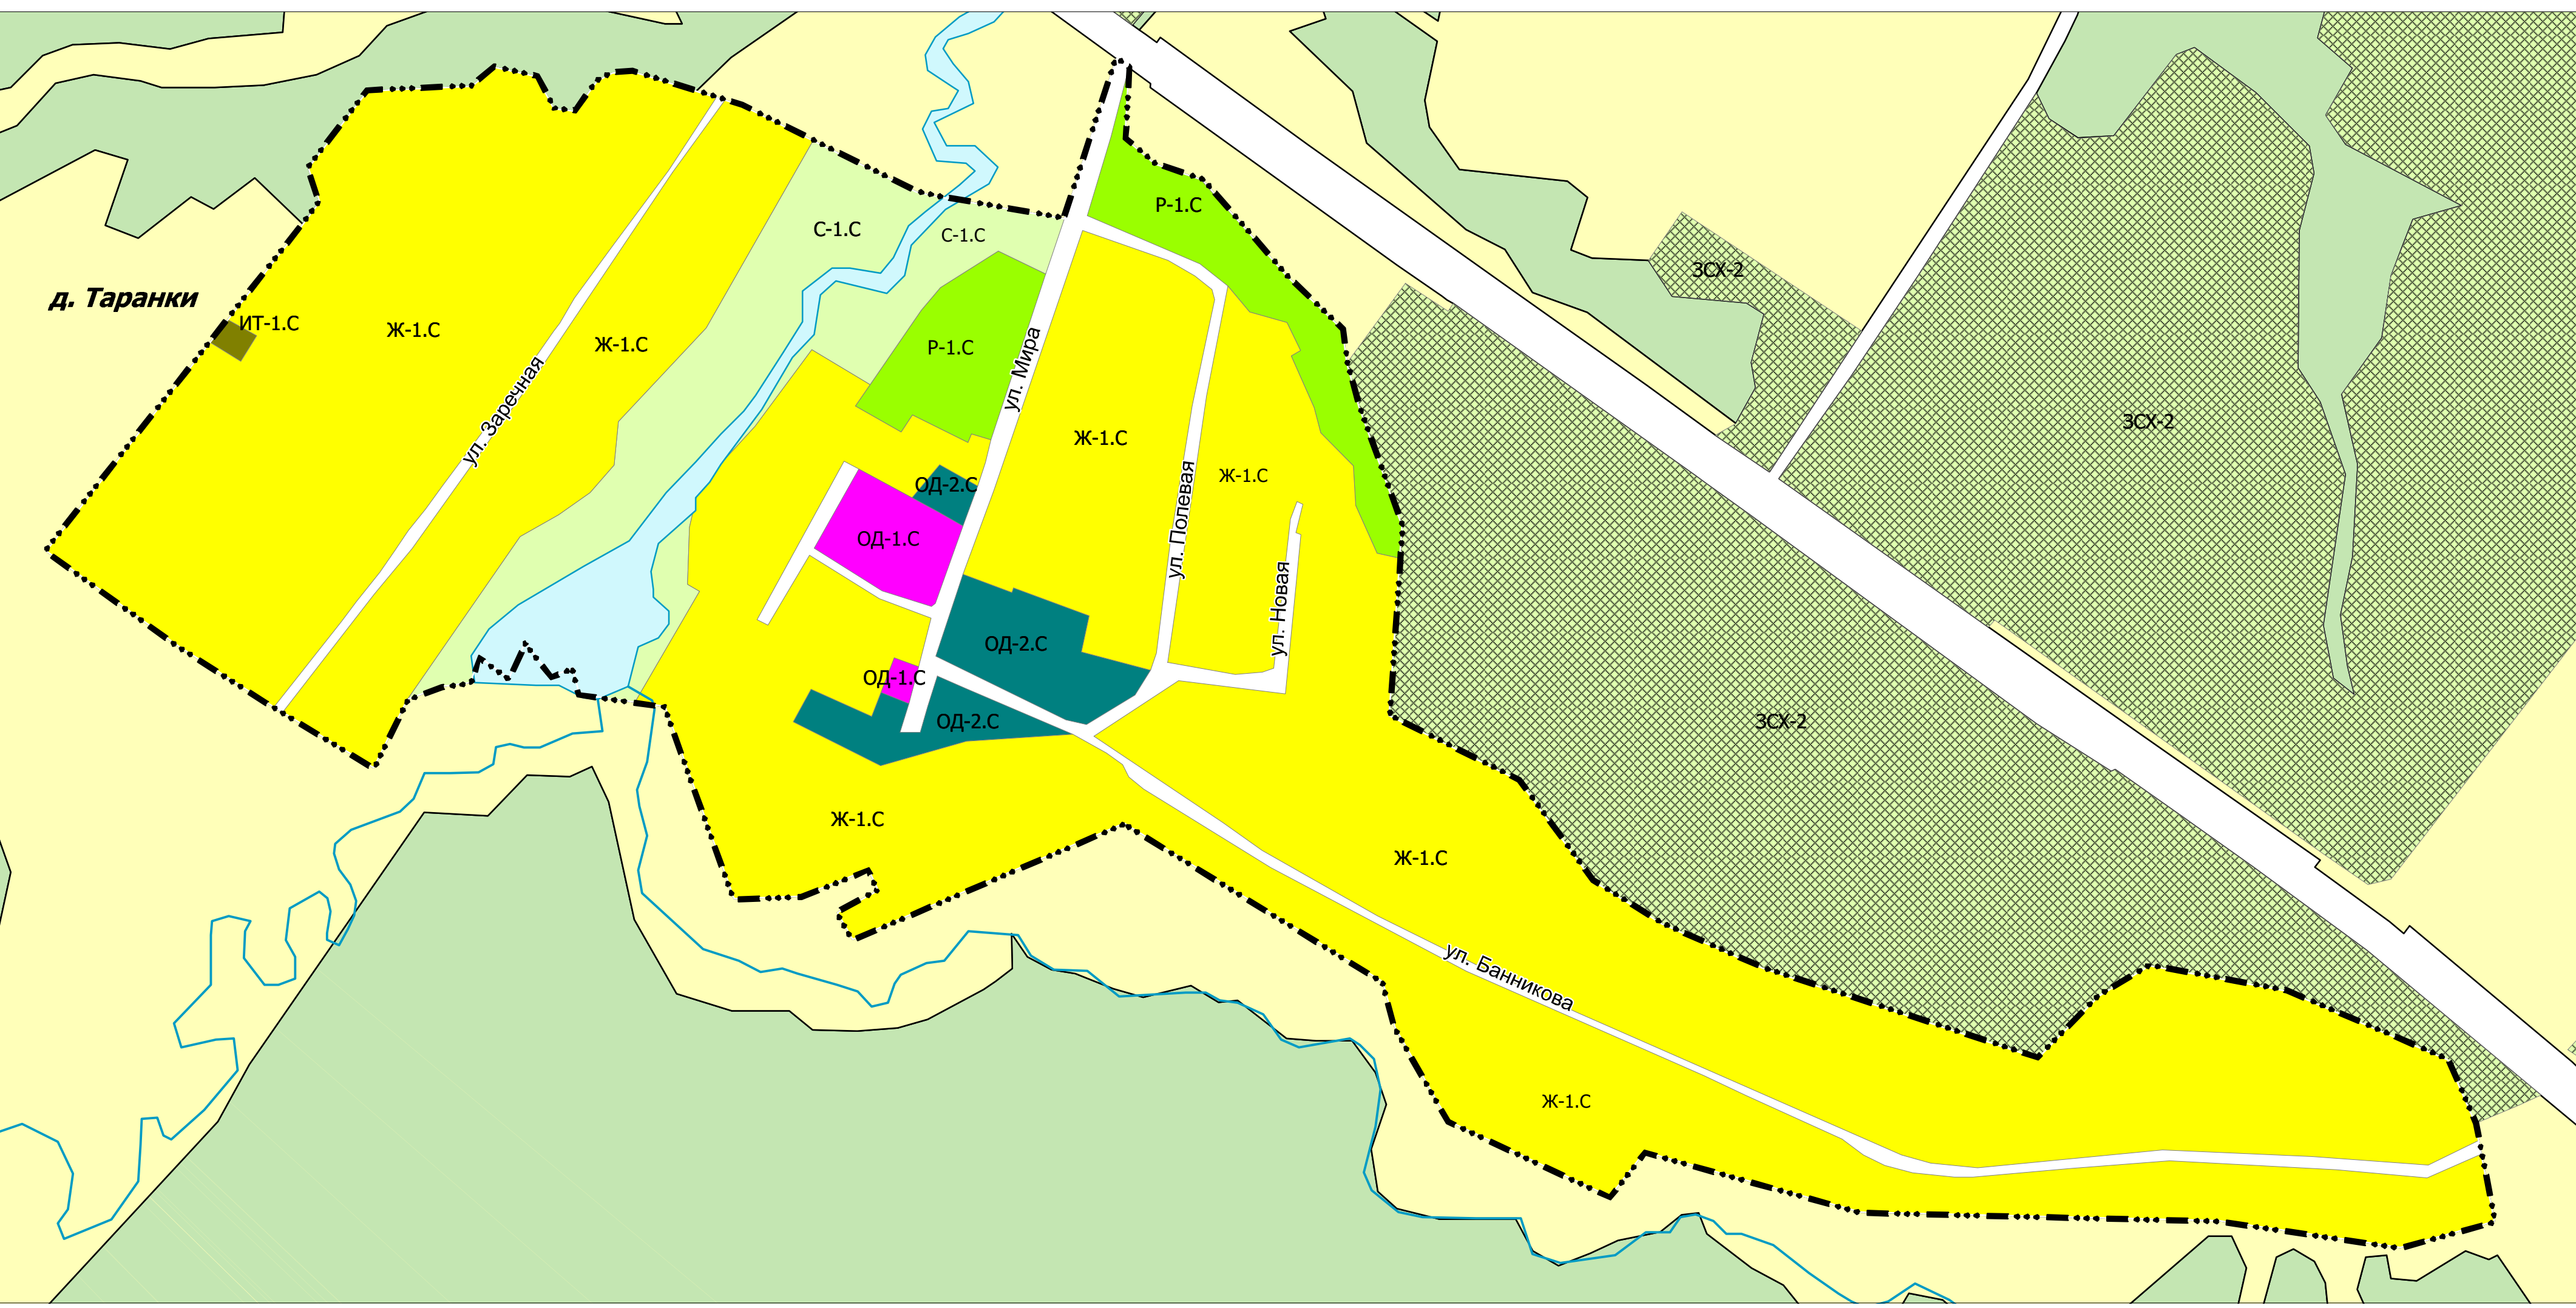 Р-1.С
С-1.С
С-1.С
ЗСХ-2
д. Таранки
ИТ-1.С
Ж-1.С
Ж-1.С
Р-1.С
ул. Мира
ул. Заречная
ЗСХ-2
Ж-1.С
Ж-1.С
ОД-2.С
ул. Полевая
ОД-1.С
ул. Новая
ОД-2.С
ОД-1.С
ОД-2.С
ЗСХ-2
Ж-1.С
Ж-1.С
ул. Банникова
Ж-1.С